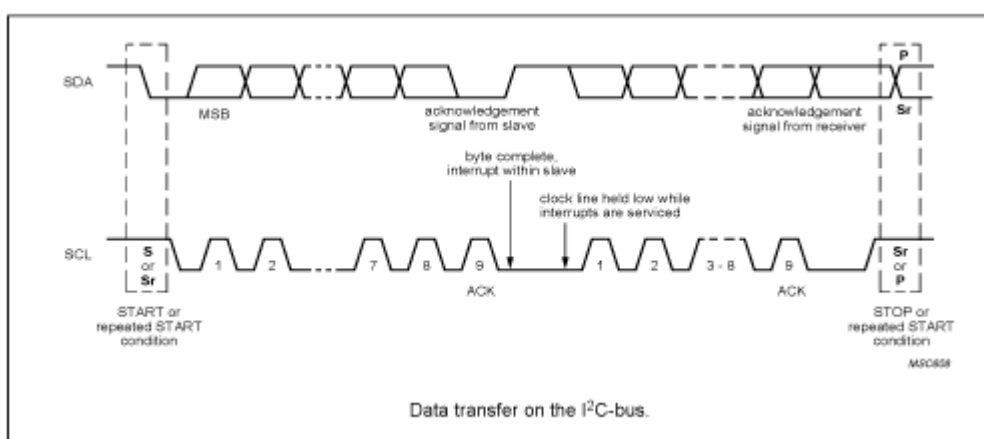 P
SDA
MSB
acknowledgement
signal from slave
acknowledgement
signal from receiver
Sr
byte complete,
interrupt within slave
clock line held low while
interrupts are serviced
SCL
S
or
Sr
1
2
7
8
9
1
2
3 - 8
9
Sr
or
P
ACK
ACK
START or
repeated START
condition
STOP or
repeated START
condition
MSC608
Data transfer on the I²C-bus.